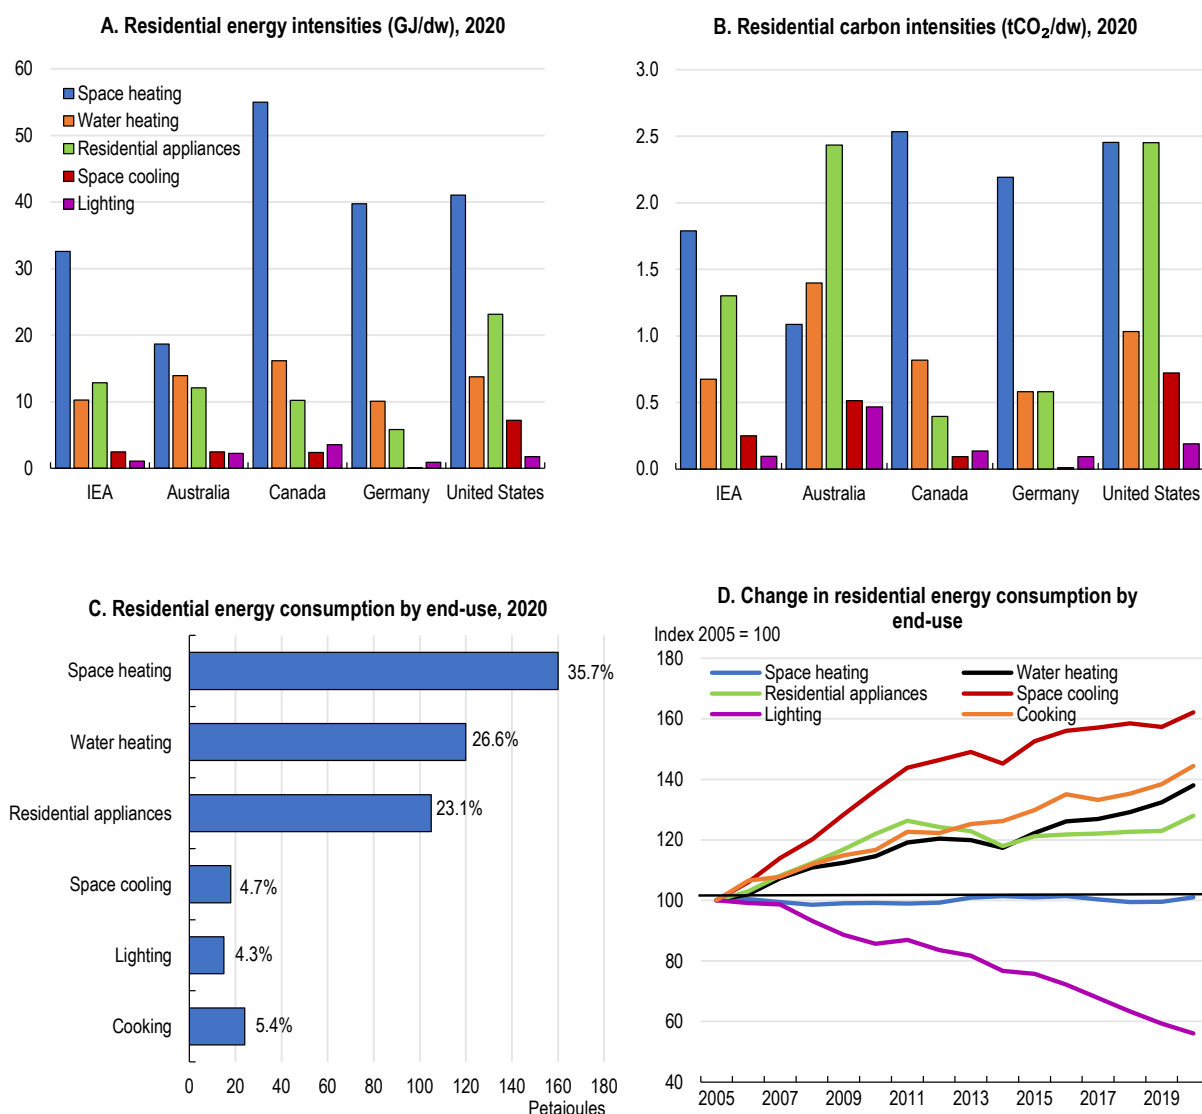 A. Residential energy intensities (GJ/dw), 2020
60
50
40
30
20
10
0
Space heating
Water heating
Residential appliances
Space cooling
Lighting
IEA Australia Canada Germany United States
B. Residential carbon intensities (tCO₂/dw), 2020
3.0
2.5
2.0
1.5
1.0
0.5
0.0
IEA Australia Canada Germany United States
C. Residential energy consumption by end-use, 2020
Space heating 35.7%
Water heating 26.6%
Residential appliances 23.1%
Space cooling 4.7%
Lighting 4.3%
Cooking 5.4%
0 20 40 60 80 100 120 140 160 180
Petajoules
D. Change in residential energy consumption by
end-use
Index 2005 = 100
180
160
140
120
100
80
60
40
Space heating Water heating
Residential appliances Space cooling
Lighting Cooking
2005 2007 2009 2011 2013 2015 2017 2019